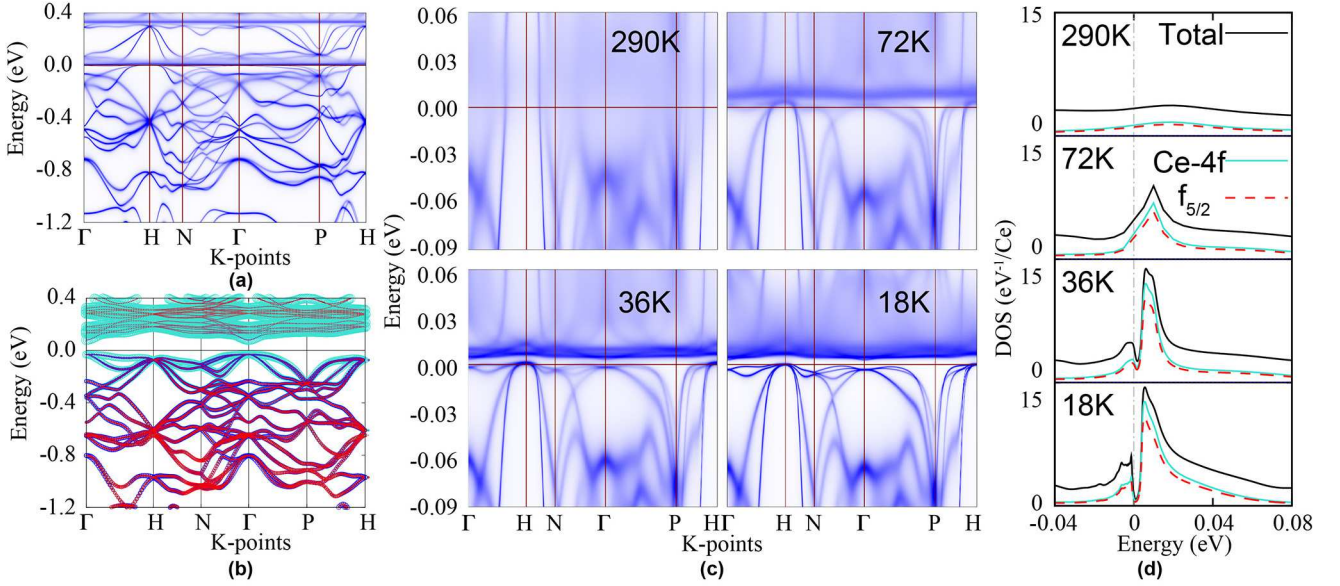 0.4
0.0
-0.4
-0.8
-1.2
Energy (eV)
Γ H N Γ P H
K-points
(a)
0.4
0.0
-0.4
-0.8
-1.2
Energy (eV)
Γ H N Γ P H
K-points
(b)
0.06
0.03
0.00
-0.03
-0.06
-0.09
290K
72K
Energy (eV)
0.06
0.03
0.00
-0.03
-0.06
-0.09
36K
18K
Γ H N Γ P H Γ H N Γ P H
K-points
(c)
15
290K Total
0
72K Ce-4f
f5/2
0
15
36K
0
15
18K
0
DOS (eV⁻¹/Ce)
-0.04 0 0.04 0.08
Energy (eV)
(d)